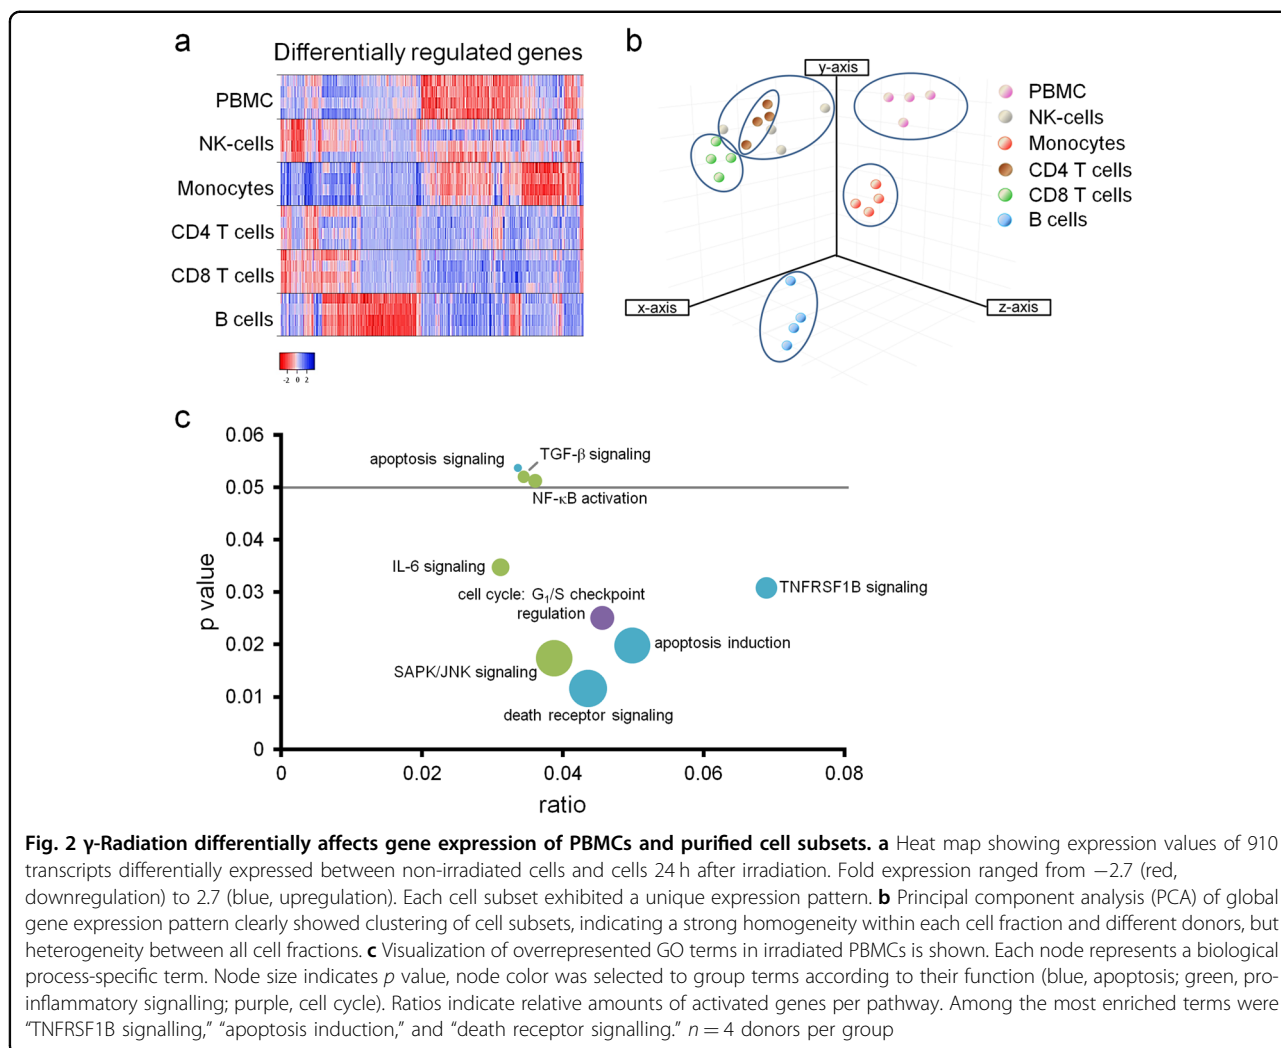 a
Differentially regulated genes
PBMC
NK-cells
Monocytes
CD4 T cells
CD8 T cells
B cells
-2 0 2
b
y-axis
x-axis
z-axis
PBMC
NK-cells
Monocytes
CD4 T cells
CD8 T cells
B cells
c
p value
0.06
0.05
0.04
0.03
0.02
0.01
0
apoptosis signaling
TGF-β signaling
NF-κB activation
IL-6 signaling
TNFRSF1B signaling
cell cycle: G₁/S checkpoint
regulation
apoptosis induction
SAPK/JNK signaling
death receptor signaling
0 0.02 0.04 0.06 0.08
ratio
Fig. 2 γ-Radiation differentially affects gene expression of PBMCs and purified cell subsets. a Heat map showing expression values of 910
transcripts differentially expressed between non-irradiated cells and cells 24 h after irradiation. Fold expression ranged from −2.7 (red,
downregulation) to 2.7 (blue, upregulation). Each cell subset exhibited a unique expression pattern. b Principal component analysis (PCA) of global
gene expression pattern clearly showed clustering of cell subsets, indicating a strong homogeneity within each cell fraction and different donors, but
heterogeneity between all cell fractions. c Visualization of overrepresented GO terms in irradiated PBMCs is shown. Each node represents a biological
process-specific term. Node size indicates p value, node color was selected to group terms according to their function (blue, apoptosis; green, pro-
inflammatory signalling; purple, cell cycle). Ratios indicate relative amounts of activated genes per pathway. Among the most enriched terms were
“TNFRSF1B signalling,” “apoptosis induction,” and “death receptor signalling.” n = 4 donors per group